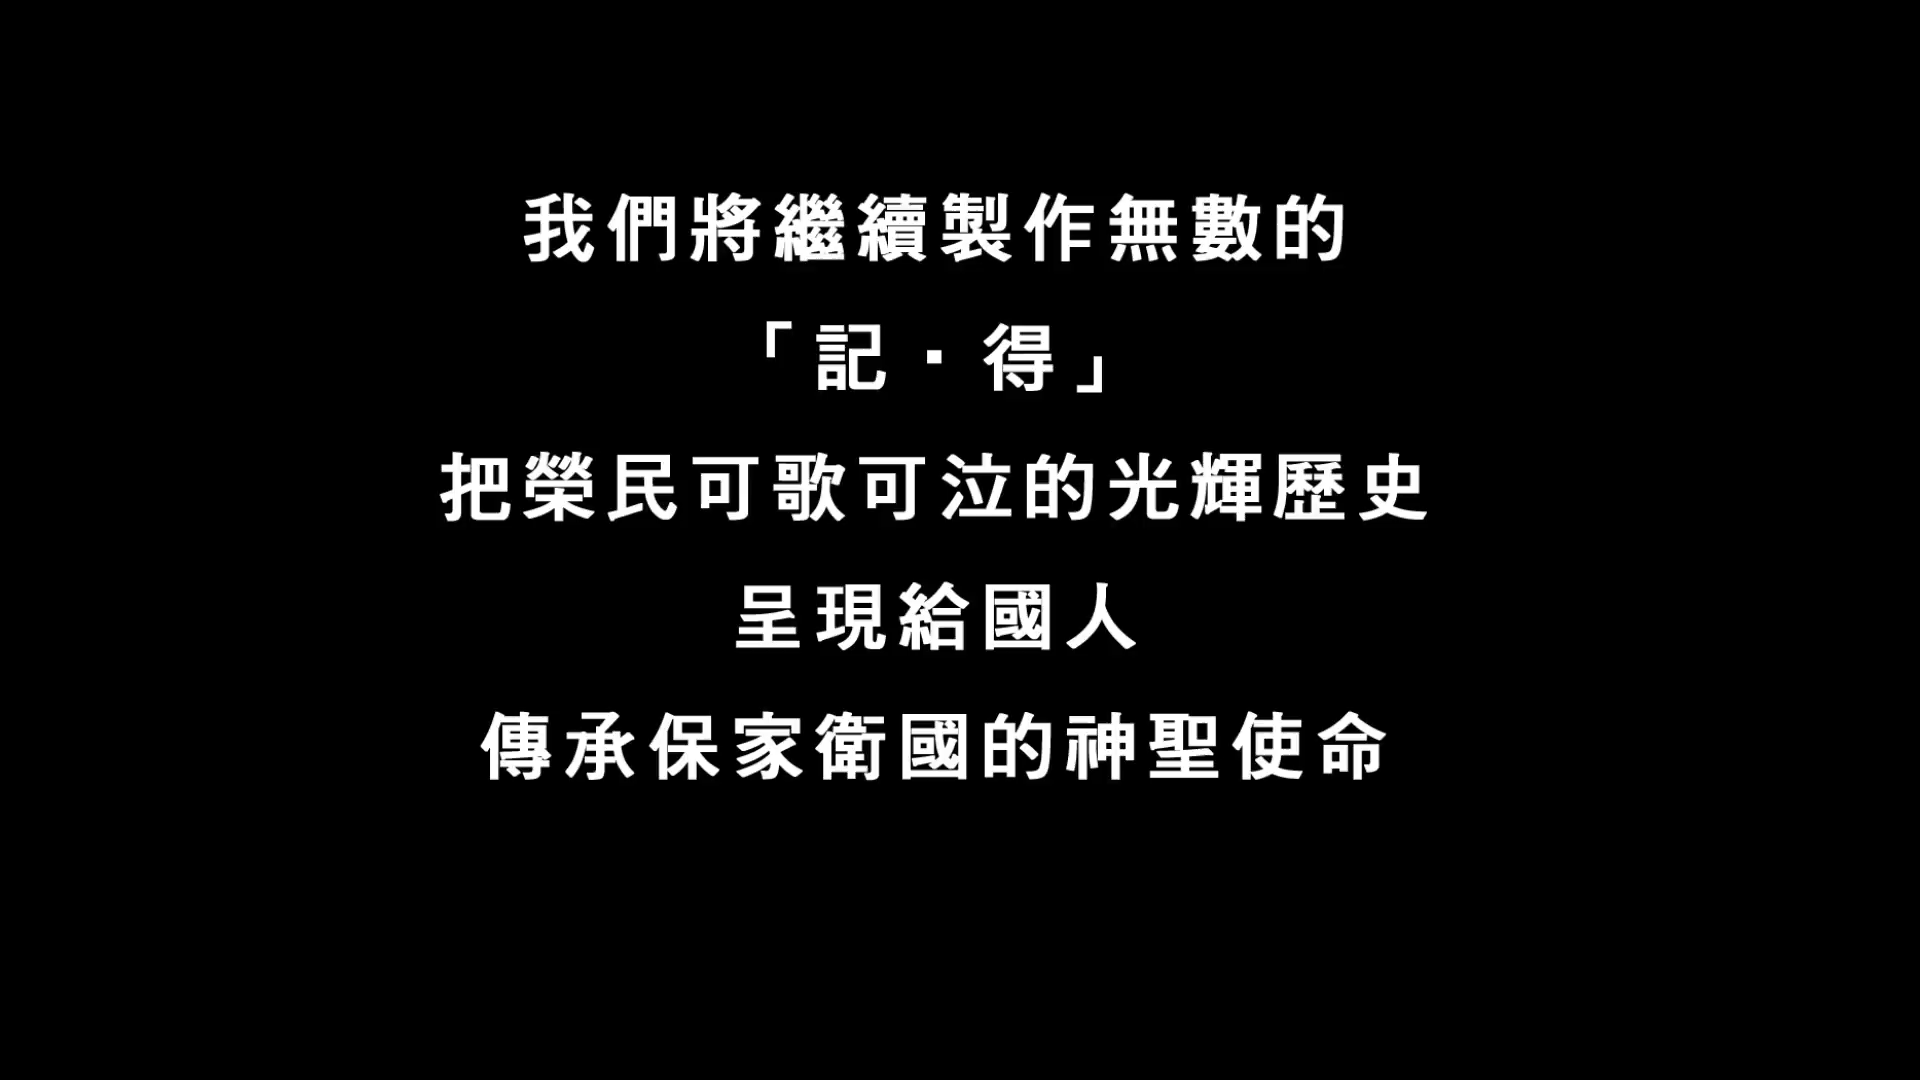 我們將繼續製作無數的
「記·得」
把榮民可歌可泣的光輝歷史
呈現給國人
傳承保家衛國的神聖使命